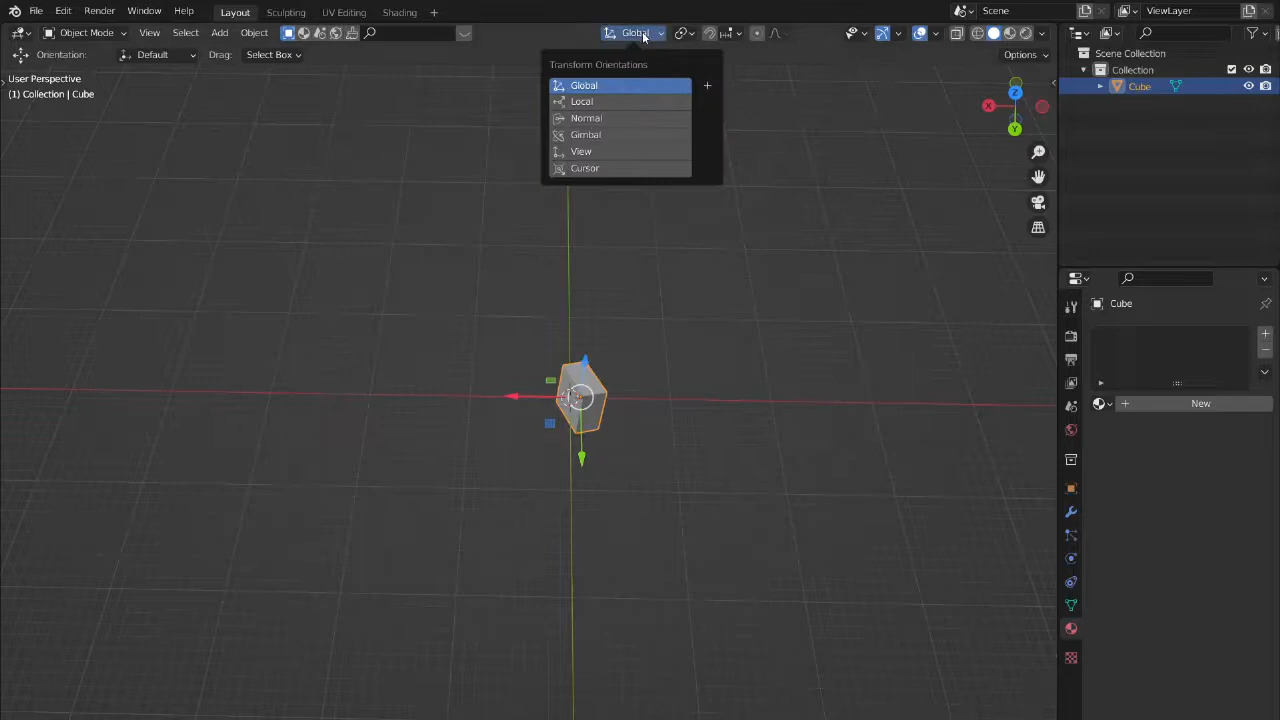 File Edit Render Window Help Layout Sculpting UV Editing Shading + Scene ViewLayer
Object Mode View Select Add Object Global
Orientation: Default Drag: Select Box Options
User Perspective
(1) Collection | Cube
Transform Orientations
Global
Local
Normal
Gimbal
View
Cursor
X
Z
Y
Scene Collection
Collection
Cube
Cube
New